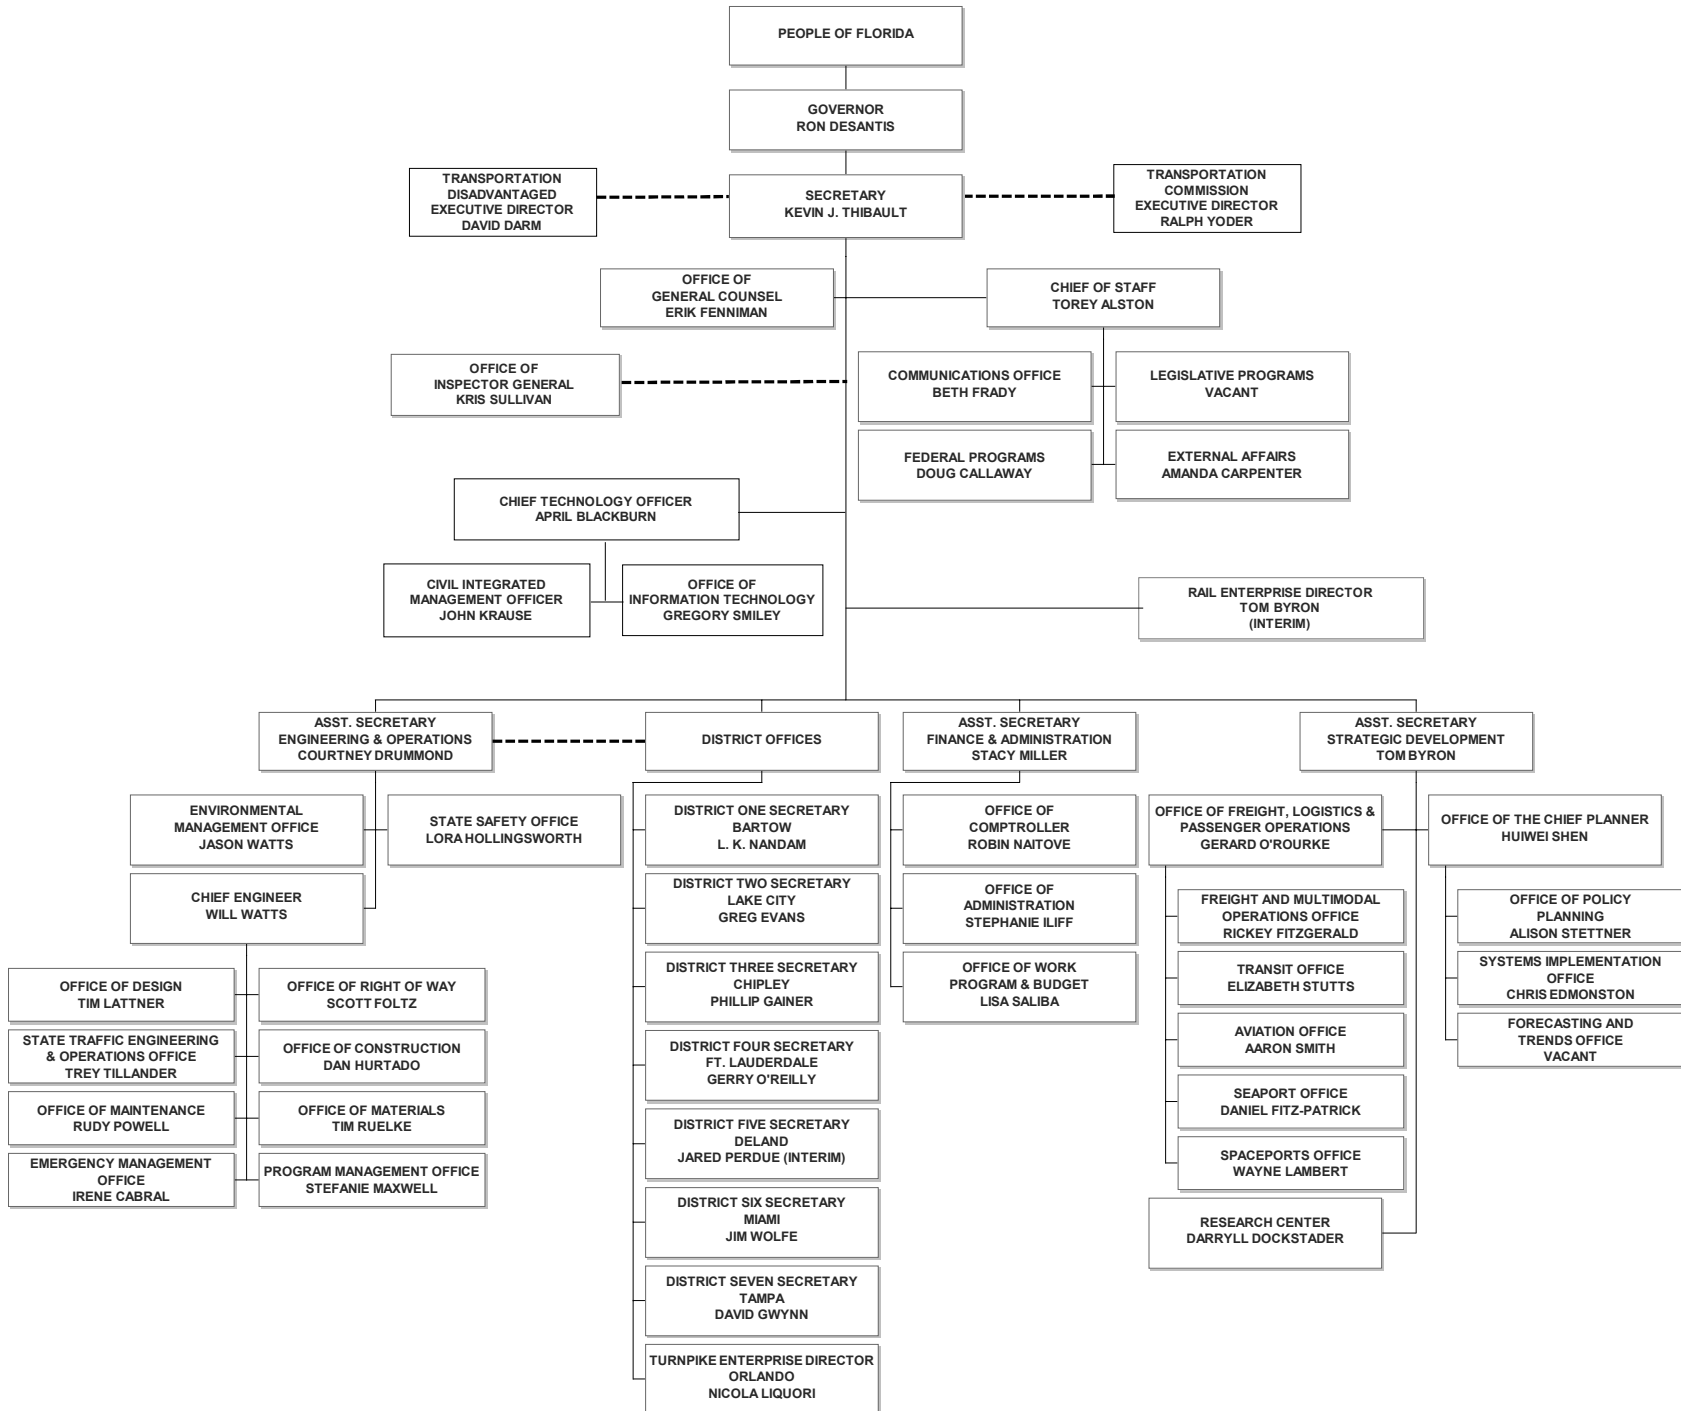 PEOPLE OF FLORIDA
GOVERNOR
RON DESANTIS
TRANSPORTATION
DISADVANTAGED
EXECUTIVE DIRECTOR
DAVID DARM
SECRETARY
KEVIN J. THIBAULT
TRANSPORTATION
COMMISSION
EXECUTIVE DIRECTOR
RALPH YODER
OFFICE OF
GENERAL COUNSEL
ERIK FENNIMAN
CHIEF OF STAFF
TOREY ALSTON
OFFICE OF
INSPECTOR GENERAL
KRIS SULLIVAN
COMMUNICATIONS OFFICE
BETH FRADY
LEGISLATIVE PROGRAMS
VACANT
FEDERAL PROGRAMS
DOUG CALLAWAY
EXTERNAL AFFAIRS
AMANDA CARPENTER
CHIEF TECHNOLOGY OFFICER
APRIL BLACKBURN
CIVIL INTEGRATED
MANAGEMENT OFFICER
JOHN KRAUSE
OFFICE OF
INFORMATION TECHNOLOGY
GREGORY SMILEY
RAIL ENTERPRISE DIRECTOR
TOM BYRON
(INTERIM)
ASST. SECRETARY
ENGINEERING & OPERATIONS
COURTNEY DRUMMOND
DISTRICT OFFICES
ASST. SECRETARY
FINANCE & ADMINISTRATION
STACY MILLER
ASST. SECRETARY
STRATEGIC DEVELOPMENT
TOM BYRON
ENVIRONMENTAL
MANAGEMENT OFFICE
JASON WATTS
STATE SAFETY OFFICE
LORA HOLLINGSWORTH
CHIEF ENGINEER
WILL WATTS
OFFICE OF DESIGN
TIM LATTNER
OFFICE OF RIGHT OF WAY
SCOTT FOLTZ
STATE TRAFFIC ENGINEERING
& OPERATIONS OFFICE
TREY TILLANDER
OFFICE OF CONSTRUCTION
DAN HURTADO
OFFICE OF MAINTENANCE
RUDY POWELL
OFFICE OF MATERIALS
TIM RUELKE
EMERGENCY MANAGEMENT
OFFICE
IRENE CABRAL
PROGRAM MANAGEMENT OFFICE
STEFANIE MAXWELL
DISTRICT ONE SECRETARY
BARTOW
L. K. NANDAM
DISTRICT TWO SECRETARY
LAKE CITY
GREG EVANS
DISTRICT THREE SECRETARY
CHIPLEY
PHILLIP GAINER
DISTRICT FOUR SECRETARY
FT. LAUDERDALE
GERRY O'REILLY
DISTRICT FIVE SECRETARY
DELAND
JARED PERDUE (INTERIM)
DISTRICT SIX SECRETARY
MIAMI
JIM WOLFE
DISTRICT SEVEN SECRETARY
TAMPA
DAVID GWYNN
TURNPIKE ENTERPRISE DIRECTOR
ORLANDO
NICOLA LIQUORI
OFFICE OF
COMPTROLLER
ROBIN NAITOVE
OFFICE OF
ADMINISTRATION
STEPHANIE ILIFF
OFFICE OF WORK
PROGRAM & BUDGET
LISA SALIBA
OFFICE OF FREIGHT, LOGISTICS &
PASSENGER OPERATIONS
GERARD O'ROURKE
FREIGHT AND MULTIMODAL
OPERATIONS OFFICE
RICKEY FITZGERALD
TRANSIT OFFICE
ELIZABETH STUTTS
AVIATION OFFICE
AARON SMITH
SEAPORT OFFICE
DANIEL FITZ-PATRICK
SPACEPORTS OFFICE
WAYNE LAMBERT
RESEARCH CENTER
DARRYLL DOCKSTADER
OFFICE OF THE CHIEF PLANNER
HUIWEI SHEN
OFFICE OF POLICY
PLANNING
ALISON STETTNER
SYSTEMS IMPLEMENTATION
OFFICE
CHRIS EDMONSTON
FORECASTING AND
TRENDS OFFICE
VACANT